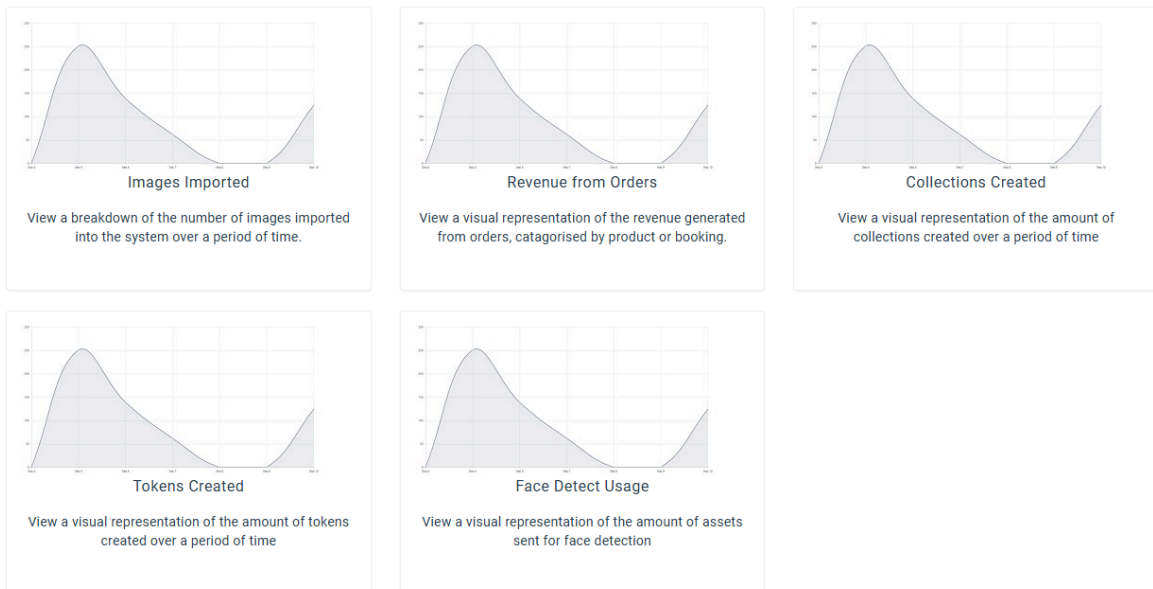 Images Imported
View a breakdown of the number of images imported
into the system over a period of time.
Revenue from Orders
View a visual representation of the revenue generated
from orders, catagorised by product or booking.
Collections Created
View a visual representation of the amount of
collections created over a period of time
Tokens Created
View a visual representation of the amount of tokens
created over a period of time
Face Detect Usage
View a visual representation of the amount of assets
sent for face detection